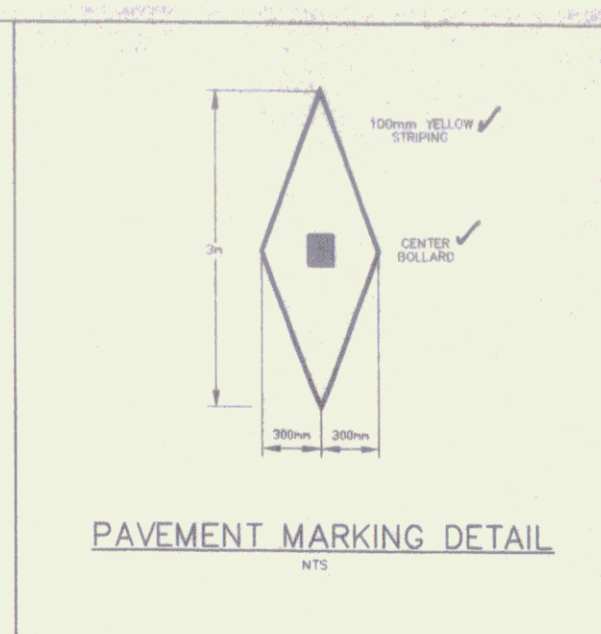 100mm YELLOW
STRIPING
3m
CENTER
BOLLARD
300mm 300mm
PAVEMENT MARKING DETAIL
NTS